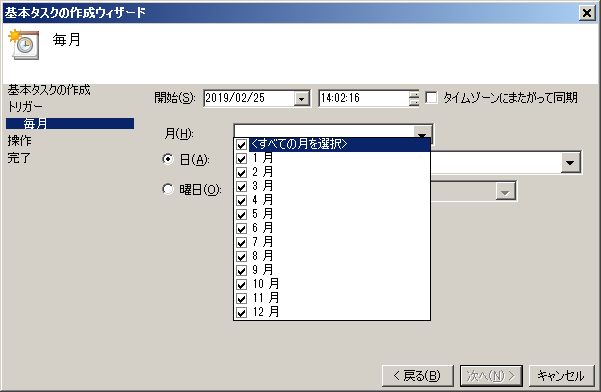 基本タスクの作成ウィザード
毎月
基本タスクの作成
トリガー
毎月
操作
完了
開始(S): 2019/02/25 14:02:16 タイムゾーンにまたがって同期
月(H):
<すべての月を選択>
日(A): 1 月
2 月
3 月
曜日(O): 4 月
5 月
6 月
7 月
8 月
9 月
10 月
11 月
12 月
< 戻る(B) 次へ(N) > キャンセル